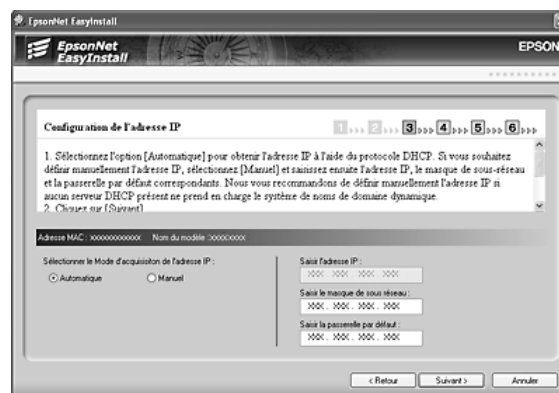 EpsonNet EasyInstall
EpsonNet
EasyInstall
EPSON
Configuration de l'adresse IP
1 2 3 4 5 6
1. Sélectionnez l'option [Automatique] pour obtenir l'adresse IP à l'aide du protocole DHCP. Si vous souhaitez
définir manuellement l'adresse IP, sélectionnez [Manuel] et saisissez ensuite l'adresse IP, le masque de sous-réseau
et la passerelle par défaut correspondants. Nous vous recommandons de définir manuellement l'adresse IP si
aucun serveur DHCP présent ne prend en charge le système de noms de domaine dynamique.
2. Cliquez sur [Suivant]
Adresse MAC : XXXXXXXXXXXX Nom du modèle :XXXXXXXX
Sélectionner le Mode d'acquisiton de l'adresse IP :
Automatique Manuel
Saisir l'adresse IP :
XXX . XXX . XXX . XXX
Saisir le masque de sous réseau :
XXX . XXX . XXX . XXX
Saisir la passerelle par défaut :
XXX . XXX . XXX . XXX
< Retour Suivant > Annuler